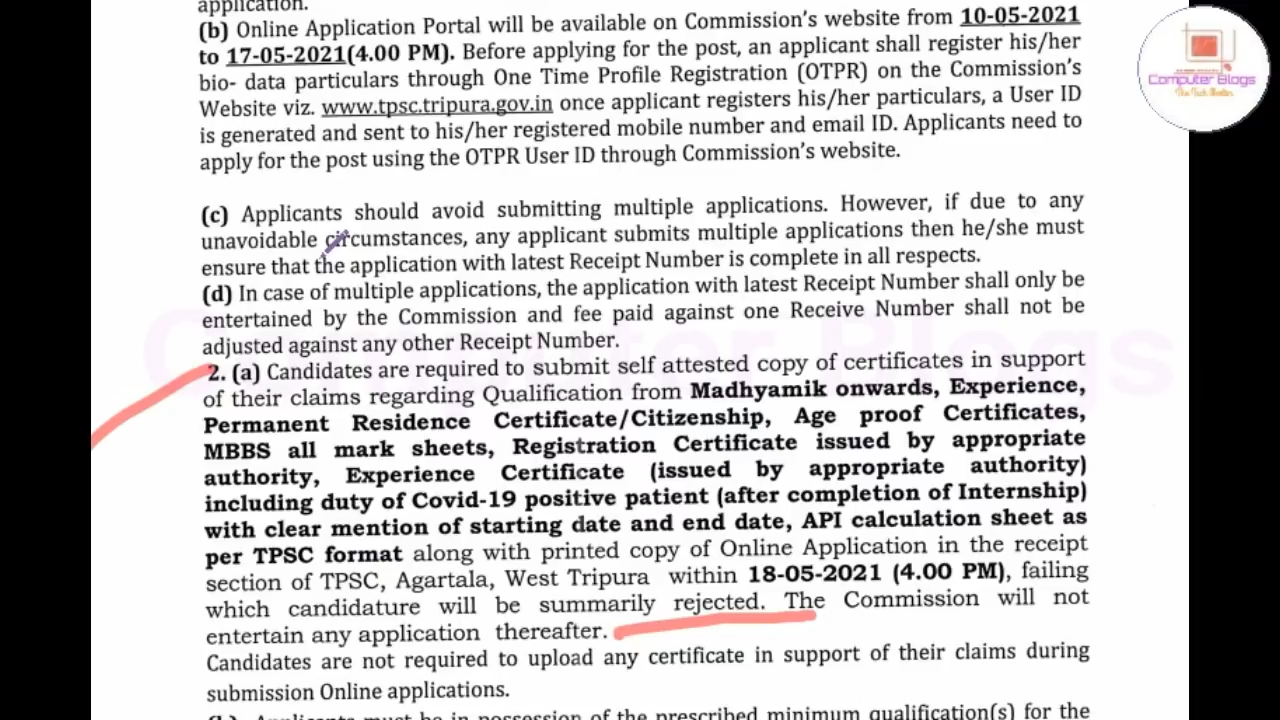 application.
(b) Online Application Portal will be available on Commission's website from 10-05-2021
to 17-05-2021(4.00 PM). Before applying for the post, an applicant shall register his/her
bio- data particulars through One Time Profile Registration (OTPR) on the Commission's
Website viz. www.tpsc.tripura.gov.in once applicant registers his/her particulars, a User ID
is generated and sent to his/her registered mobile number and email ID. Applicants need to
apply for the post using the OTPR User ID through Commission's website.
(c) Applicants should avoid submitting multiple applications. However, if due to any
unavoidable circumstances, any applicant submits multiple applications then he/she must
ensure that the application with latest Receipt Number is complete in all respects.
(d) In case of multiple applications, the application with latest Receipt Number shall only be
entertained by the Commission and fee paid against one Receive Number shall not be
adjusted against any other Receipt Number.
2. (a) Candidates are required to submit self attested copy of certificates in support
of their claims regarding Qualification from Madhyamik onwards, Experience,
Permanent Residence Certificate/Citizenship, Age proof Certificates,
MBBS all mark sheets, Registration Certificate issued by appropriate
authority, Experience Certificate (issued by appropriate authority)
including duty of Covid-19 positive patient (after completion of Internship)
with clear mention of starting date and end date, API calculation sheet as
per TPSC format along with printed copy of Online Application in the receipt
section of TPSC, Agartala, West Tripura within 18-05-2021 (4.00 PM), failing
which candidature will be summarily rejected. The Commission will not
entertain any application thereafter.
Candidates are not required to upload any certificate in support of their claims during
submission Online applications.
Applicants must be in possession of the prescribed minimum qualification(s) for the
Computer Blogs
Computer Blogs